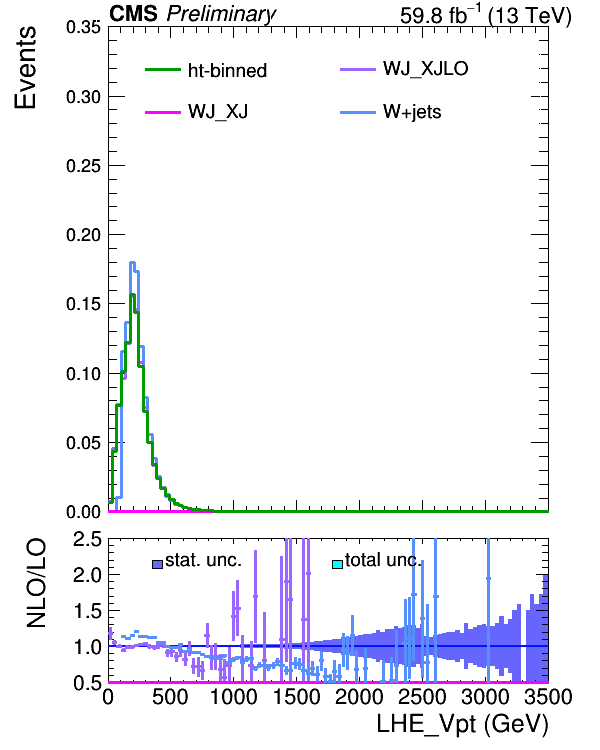 CMS Preliminary 59.8 fb⁻¹ (13 TeV)
Events
0.35
ht-binned WJ_XJLO
WJ_XJ W+jets
0.30
0.25
0.20
0.15
0.10
0.05
0.00
NLO/LO
2.5
stat. unc. total unc.
2.0
1.5
1.0
0.5
0 500 1000 1500 2000 2500 3000 3500
LHE_Vpt (GeV)